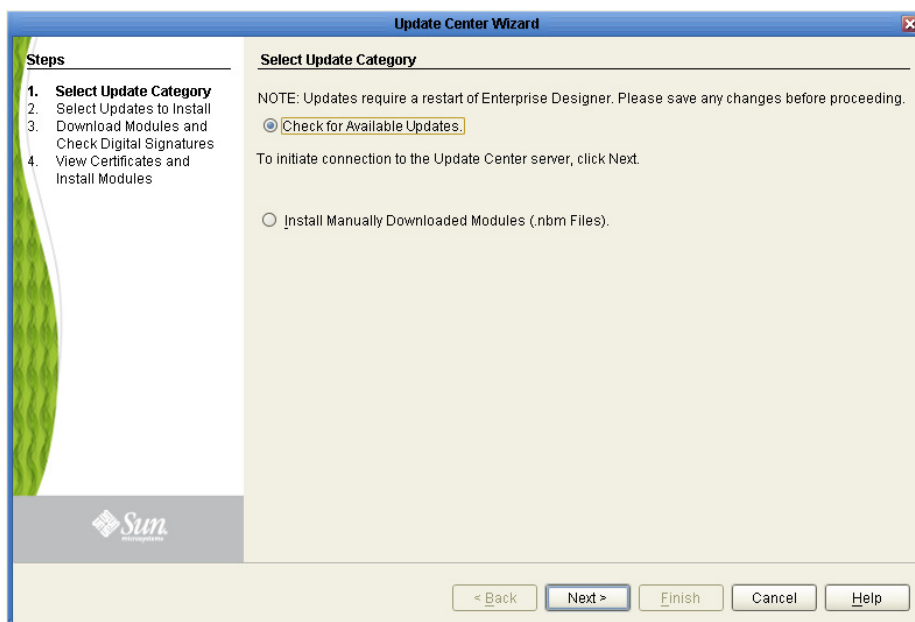 Update Center Wizard
Steps
1. Select Update Category
2. Select Updates to Install
3. Download Modules and
Check Digital Signatures
4. View Certificates and
Install Modules
Select Update Category
NOTE: Updates require a restart of Enterprise Designer. Please save any changes before proceeding.
Check for Available Updates.
To initiate connection to the Update Center server, click Next.
Install Manually Downloaded Modules (.nbm Files).
Sun
microsystems
< Back
Next >
Finish
Cancel
Help